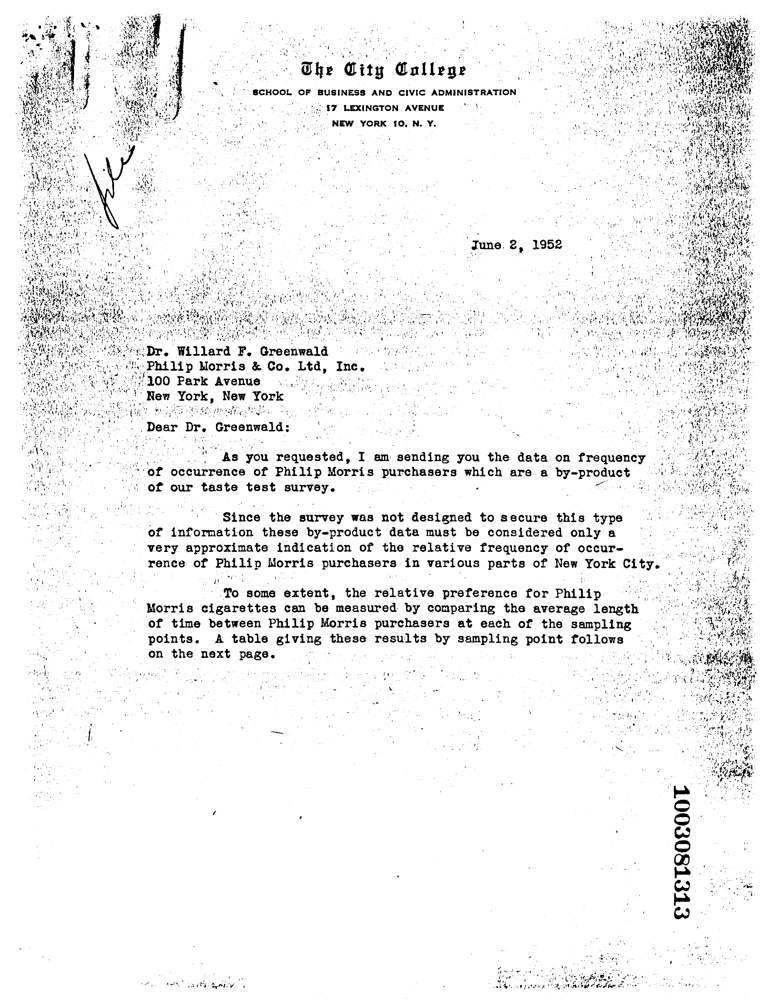 The City College
SCHOOL OF BUSINESS AND CIVIC ADMINISTRATION
17 LEXINGTON AVENUE
NEW YORK 10, N. Y.
file
June 2, 1952
Dr. Willard F. Greenwald
Philip Morris & Co. Ltd, Inc.
100 Park Avenue
New York, New York
Dear Dr. Greenwald:
As you requested, I am sending you the data on frequency
of occurrence of Philip Morris purchasers which are a by-product
of our taste test survey.
Since the survey was not designed to secure this type
of information these by-product data must be considered only a
very approximate indication of the relative frequency of occur-
rence of Philip Morris purchasers in various parts of New York City.
To some extent, the relative preference for Philip
Morris cigarettes can be measured by comparing the average length
of time between Philip Morris purchasers at each of the sampling
points. A table giving these results by sampling point follows
on the next page.
1003081313